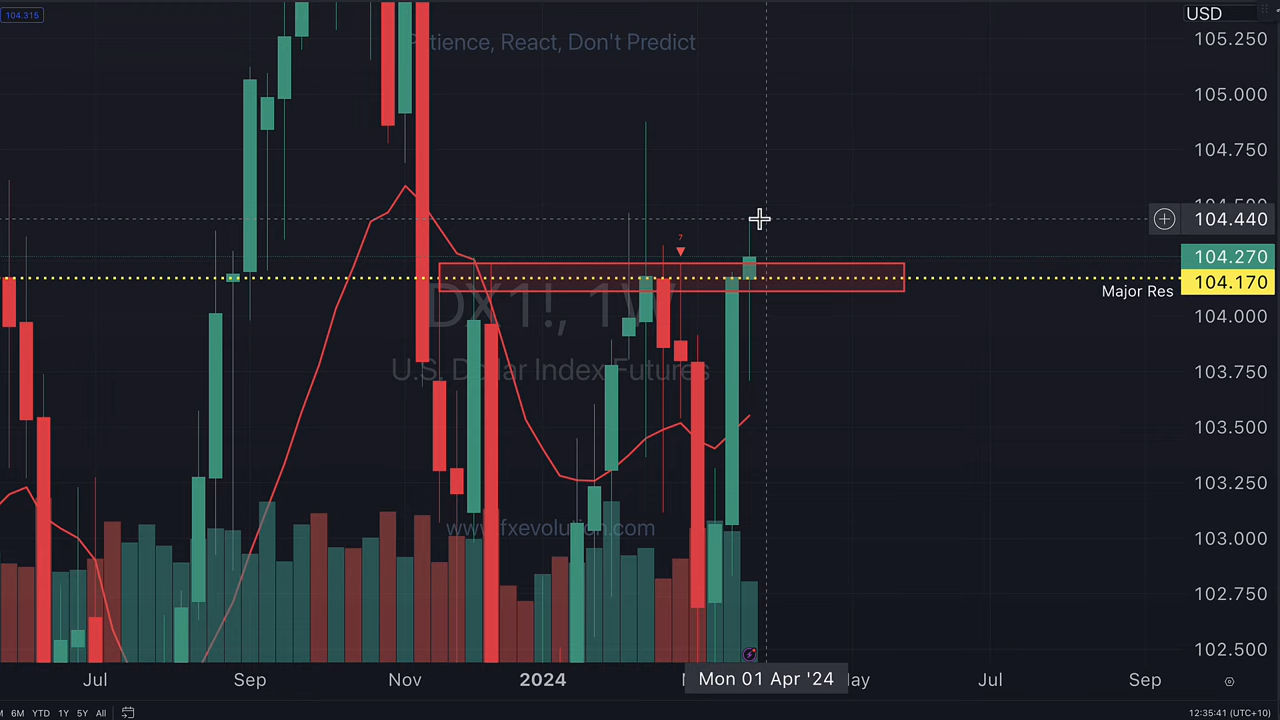 104.315
USD
Patience, React, Don't Predict
105.250
105.000
104.750
104.440
7
104.270
104.170
Major Res
DX1!, 1W
104.000
U.S. Dollar Index Futures
103.750
103.500
103.250
www.fxevolution.com
103.000
102.750
102.500
Jul Sep Nov 2024 Mon 01 Apr '24 Jul Sep
6M YTD 1Y 5Y All
12:35:41 (UTC+10)